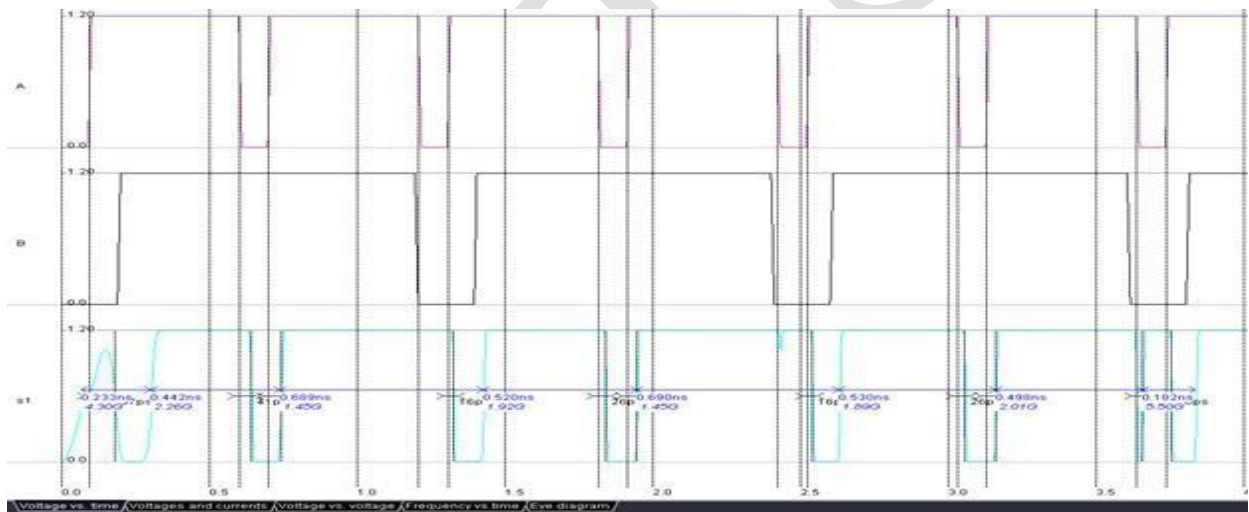 1.20
A
0.0
1.20
B
0.0
1.20
s1
0.233ns 0.442ns 0.689ns 0.520ns 0.690ns 0.530ns 0.498ns 0.182ns
4.30G 2.26G 1.45G 1.92G 1.45G 1.89G 2.01G 5.50G
0.0
0.0 0.5 1.0 1.5 2.0 2.5 3.0 3.5 4
Voltage vs. time Voltages and currents Voltage vs. voltage Frequency vs time Eye diagram